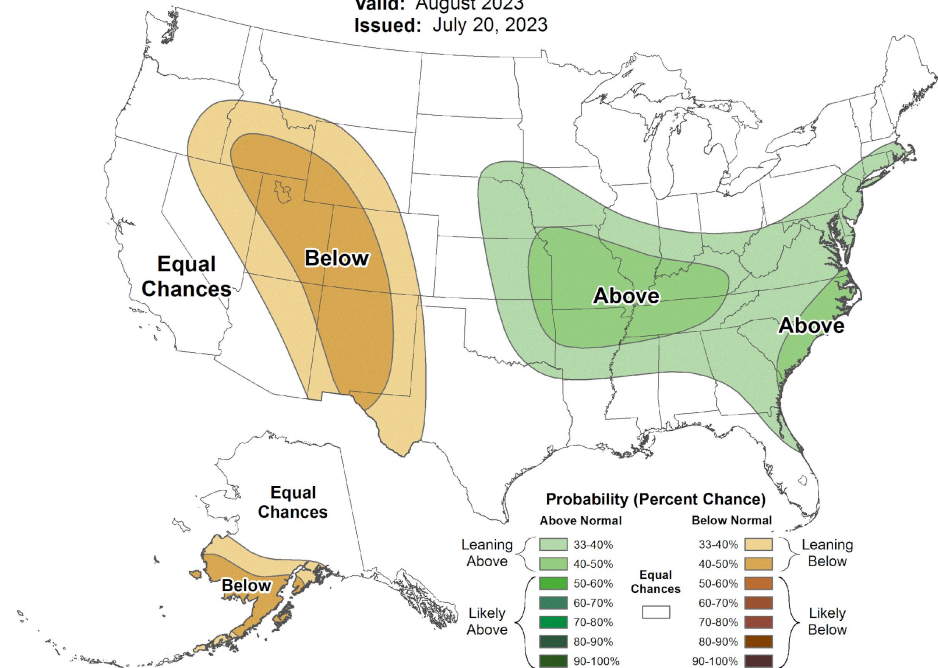 Valid: August 2023
Issued: July 20, 2023
Equal
Chances
Below
Above
Above
Equal
Chances
Below
Probability (Percent Chance)
Above Normal
Below Normal
Leaning
Above
33-40%
40-50%
50-60%
60-70%
70-80%
80-90%
90-100%
Likely
Above
Equal
Chances
33-40%
40-50%
50-60%
60-70%
70-80%
80-90%
90-100%
Leaning
Below
Likely
Below